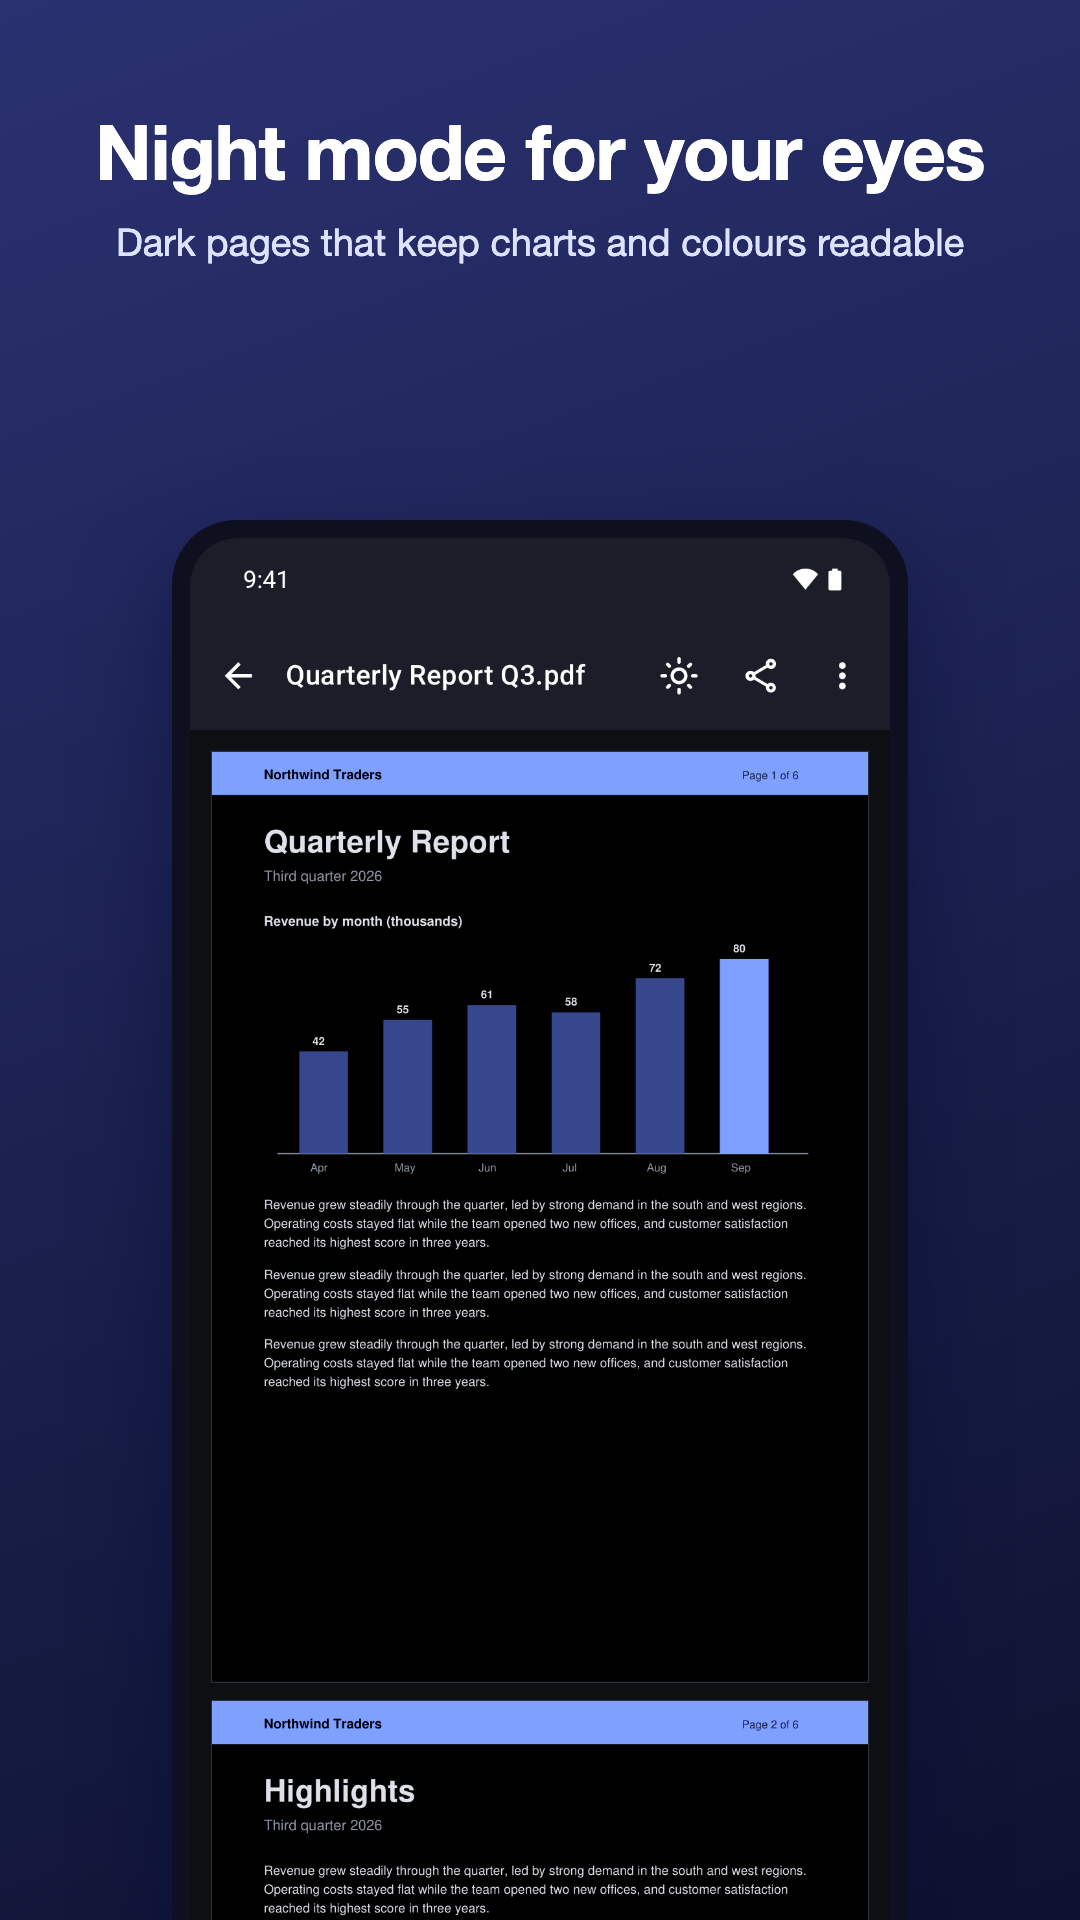 Night mode for your eyes
Dark pages that keep charts and colours readable
9:41
Quarterly Report Q3.pdf
Northwind Traders
Page 1 of 6
Quarterly Report
Third quarter 2026
Revenue by month (thousands)
42
55
61
58
72
80
Apr
May
Jun
Jul
Aug
Sep
Revenue grew steadily through the quarter, led by strong demand in the south and west regions.
Operating costs stayed flat while the team opened two new offices, and customer satisfaction
reached its highest score in three years.
Revenue grew steadily through the quarter, led by strong demand in the south and west regions.
Operating costs stayed flat while the team opened two new offices, and customer satisfaction
reached its highest score in three years.
Revenue grew steadily through the quarter, led by strong demand in the south and west regions.
Operating costs stayed flat while the team opened two new offices, and customer satisfaction
reached its highest score in three years.
Northwind Traders
Page 2 of 6
Highlights
Third quarter 2026
Revenue grew steadily through the quarter, led by strong demand in the south and west regions.
Operating costs stayed flat while the team opened two new offices, and customer satisfaction
reached its highest score in three years.